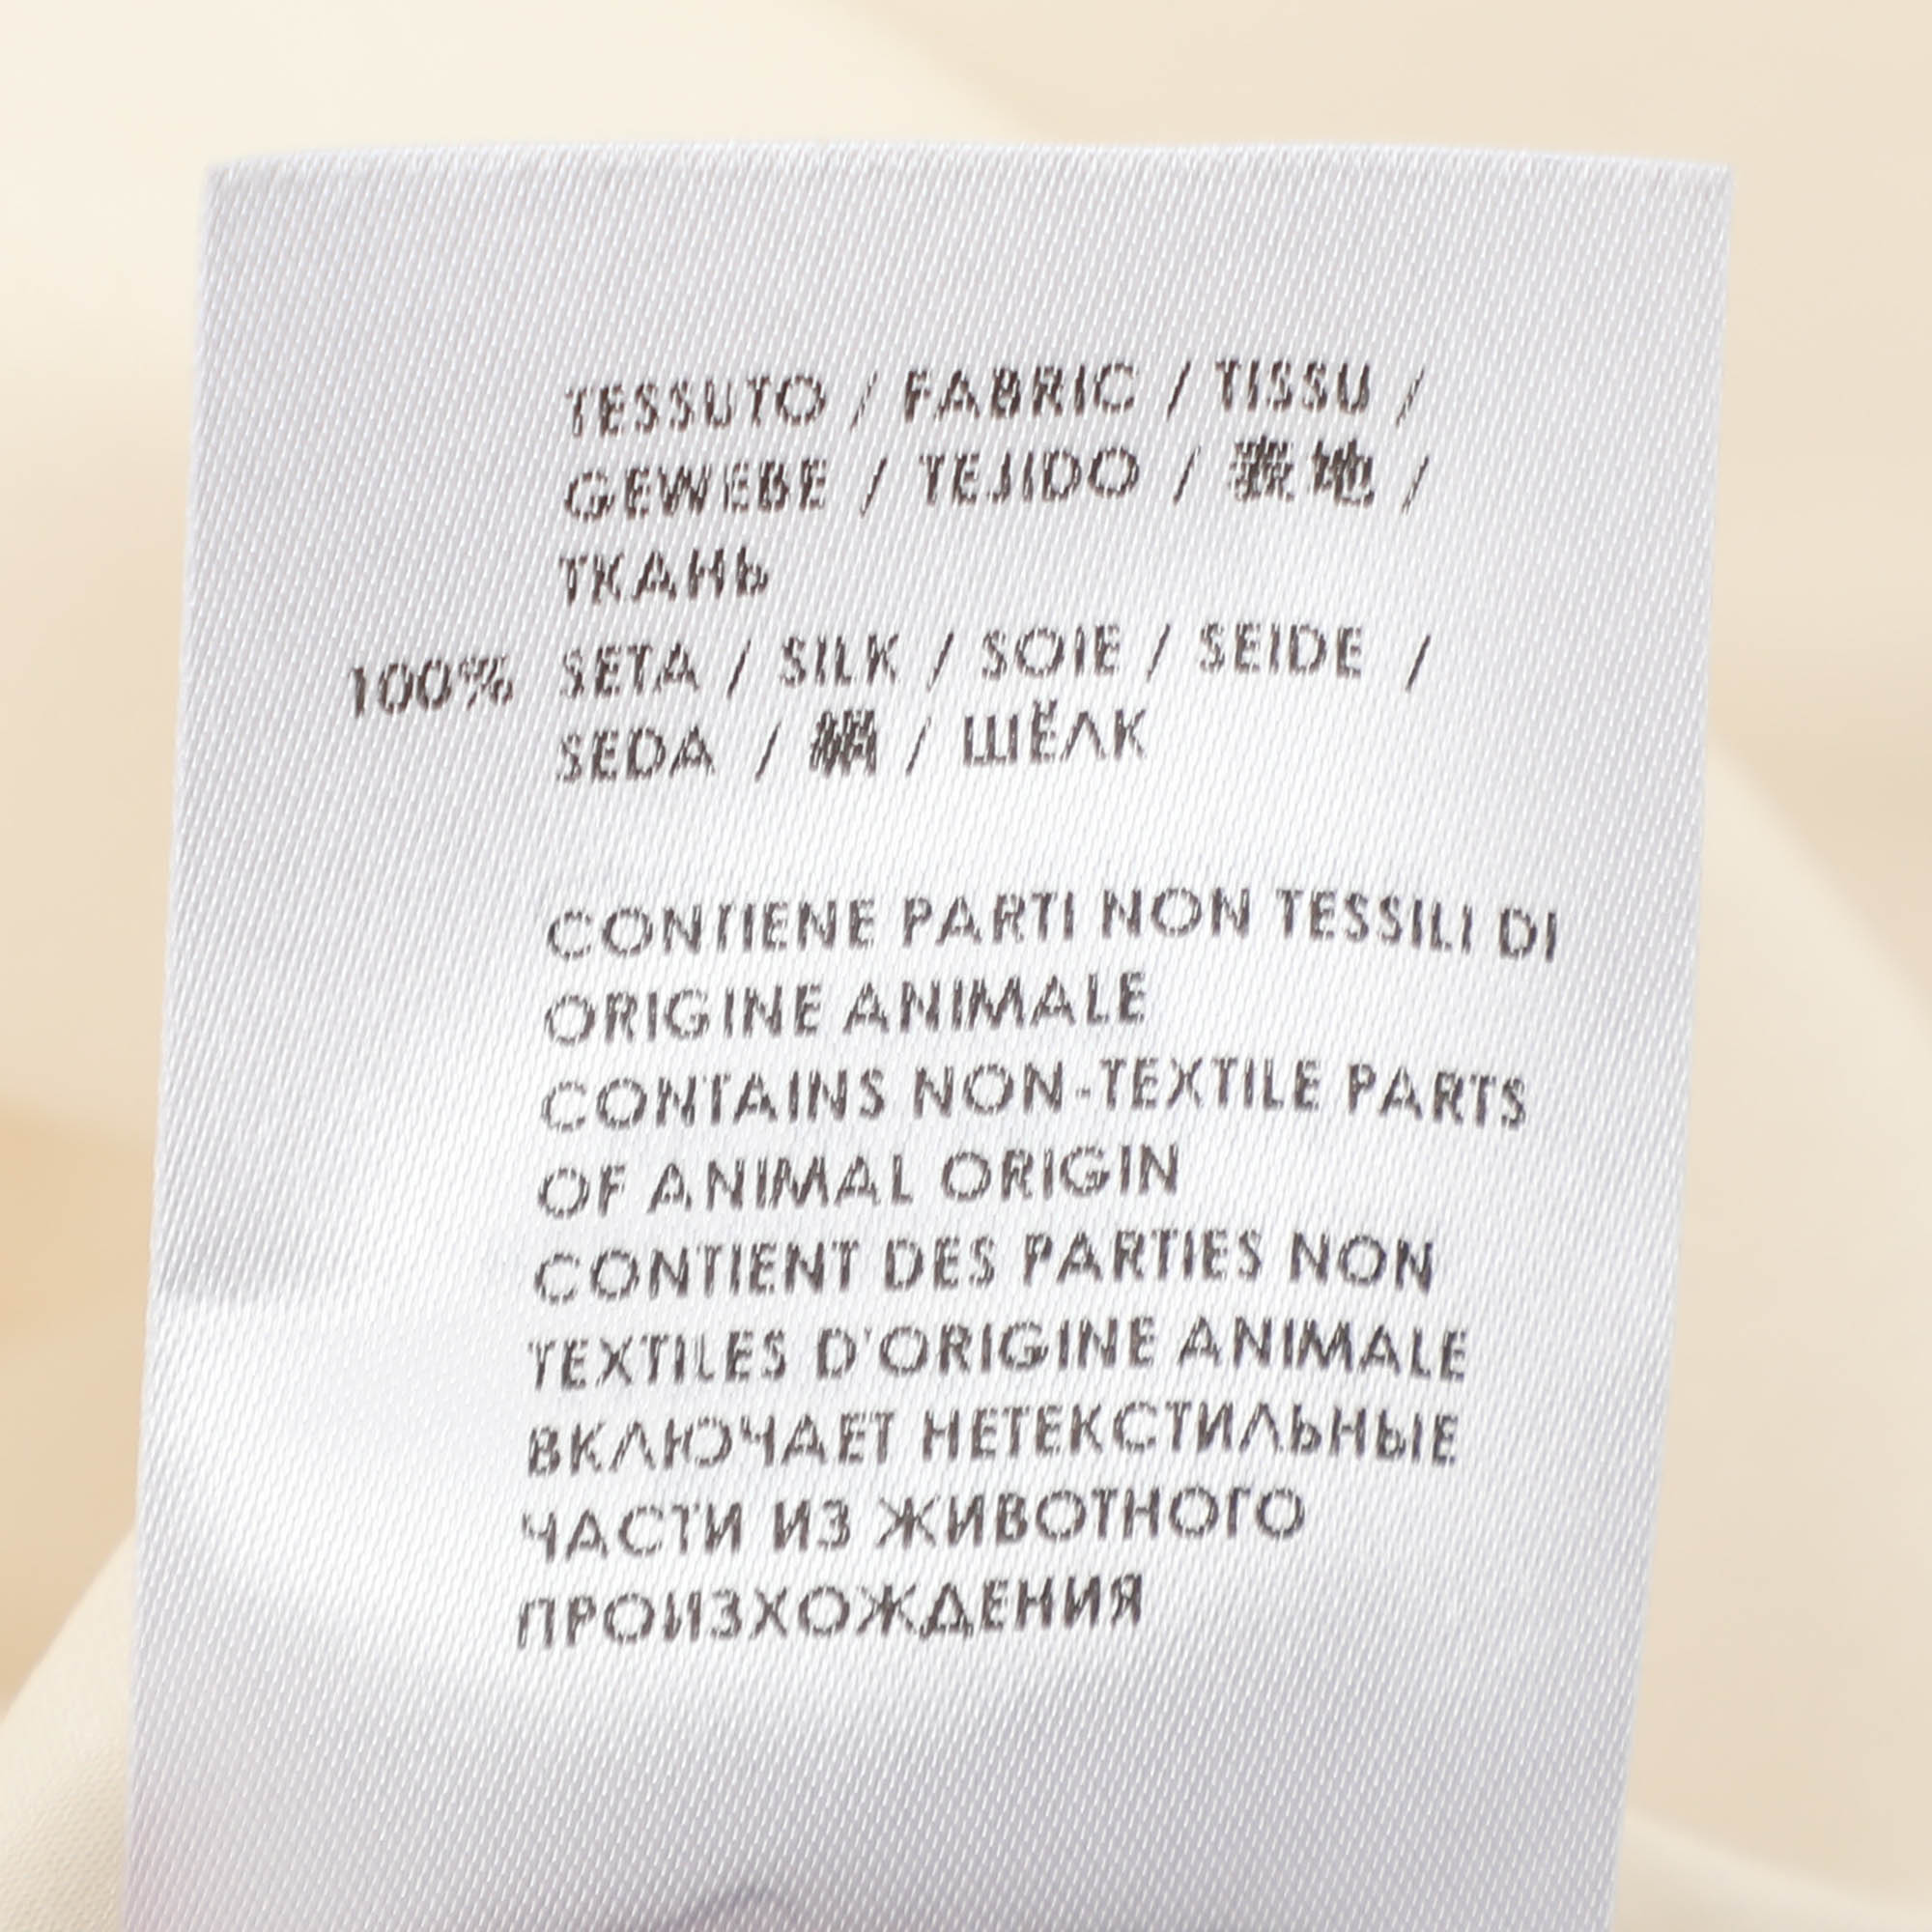 TESSUTO / FABRIC / TISSU /
GEWEBE / TEJIDO / 表地 /
ТКАНЬ
100% SETA / SILK / SOIE / SEIDE /
SEDA / 絹 / ШЁЛК
CONTIENE PARTI NON TESSILI DI
ORIGINE ANIMALE
CONTAINS NON-TEXTILE PARTS
OF ANIMAL ORIGIN
CONTIENT DES PARTIES NON
TEXTILES D'ORIGINE ANIMALE
ВКЛЮЧАЕТ НЕТЕКСТИЛЬНЫЕ
ЧАСТИ ИЗ ЖИВОТНОГО
ПРОИЗХОЖДЕНИЯ